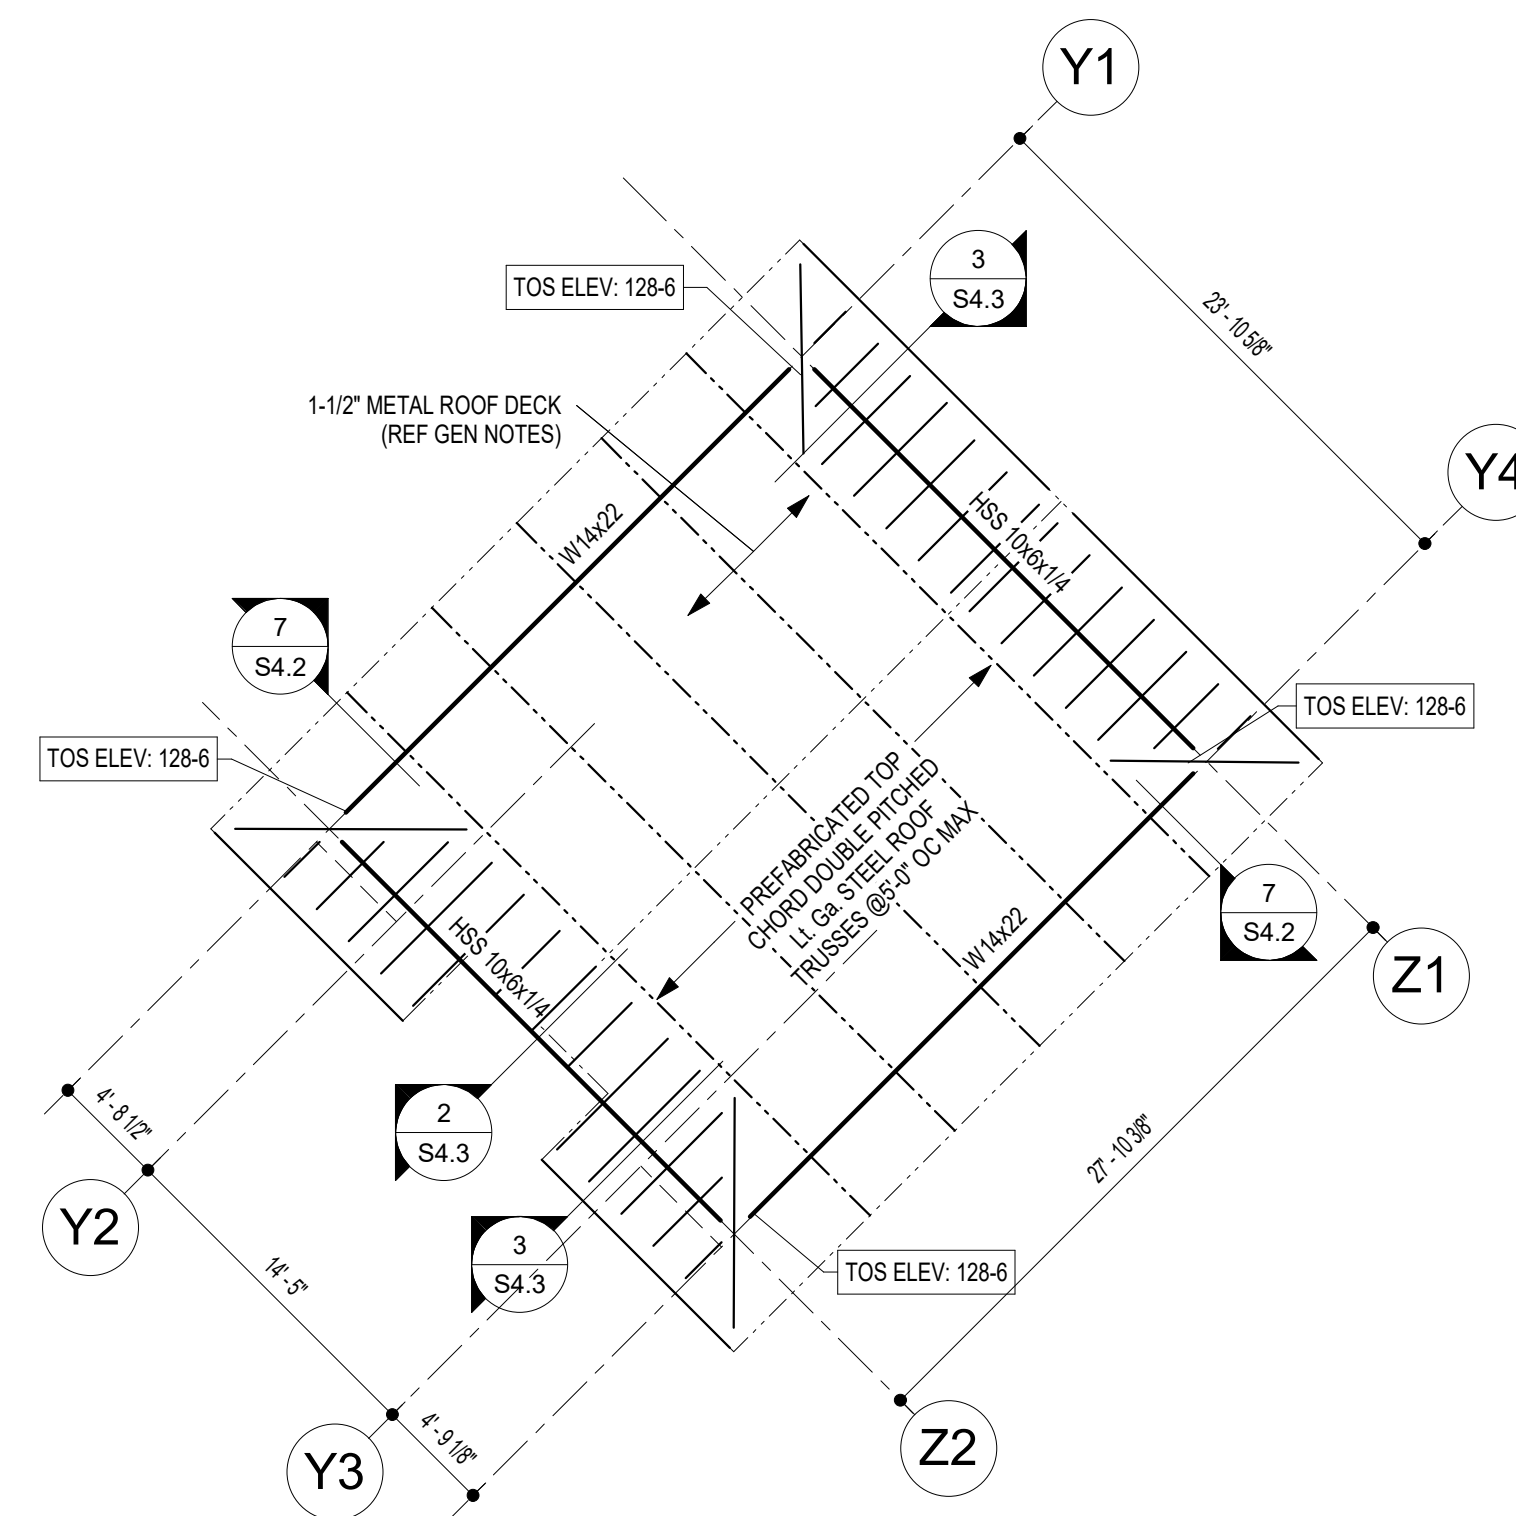 Y1
3
S4.3
TOS ELEV: 128-6
23' - 10 5/8"
1-1/2" METAL ROOF DECK
(REF GEN NOTES)
Y4
W14x22
HSS 10x6x1/4
7
S4.2
TOS ELEV: 128-6
TOS ELEV: 128-6
PREFABRICATED TOP
CHORD DOUBLE PITCHED
Lt. Ga. STEEL ROOF
TRUSSES @5'-0" OC MAX
7
S4.2
HSS 10x6x1/4
W14x22
Z1
4' - 8 1/2"
2
S4.3
27' - 10 3/8"
Y2
3
S4.3
14' - 5"
TOS ELEV: 128-6
4' - 9 1/8"
Y3
Z2